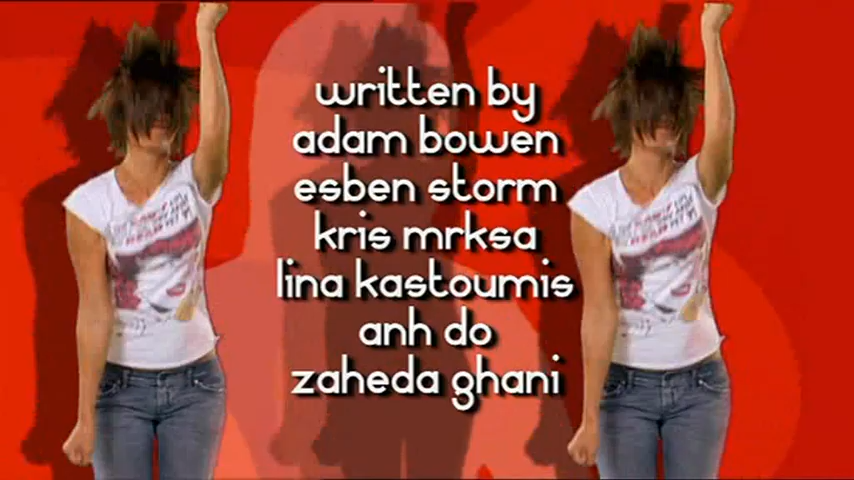 written by
adam bowen
esben storm
kris mrksa
lina kastoumis
anh do
zaheda ghani